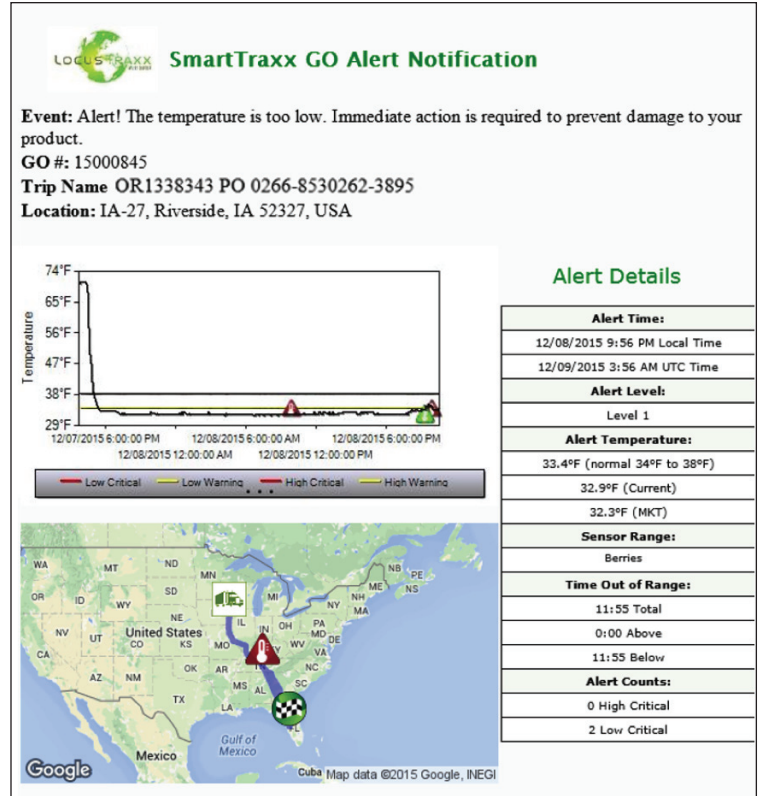 LOCUSTRAXX
SmartTraxx GO Alert Notification
Event: Alert! The temperature is too low. Immediate action is required to prevent damage to your
product.
GO #: 15000845
Trip Name OR1338343 PO 0266-8530262-3895
Location: IA-27, Riverside, IA 52327, USA
74°F
65°F
56°F
47°F
38°F
29°F
Temperature
12/07/2015 6:00:00 PM
12/08/2015 6:00:00 AM
12/08/2015 6:00:00 PM
12/08/2015 12:00:00 AM
12/08/2015 12:00:00 PM
Low Critical
Low Warning
High Critical
High Warning
Alert Details
Alert Time:
12/08/2015 9:56 PM Local Time
12/09/2015 3:56 AM UTC Time
Alert Level:
Level 1
Alert Temperature:
33.4ºF (normal 34ºF to 38ºF)
32.9ºF (Current)
32.3ºF (MKT)
Sensor Range:
Berries
Time Out of Range:
11:55 Total
0:00 Above
11:55 Below
Alert Counts:
0 High Critical
2 Low Critical
WA
MT
ND
MN
NB
PE
NS
OR
ID
WY
SD
MI
NY
NH
ME
MA
NE
IL
IN
OH
PA
MD
DE
NV
UT
United States
CO
KS
MO
WV
VA
CA
NC
AZ
NM
OK
AR
SC
TX
MS
AL
LA
Gulf of
Mexico
Mexico
Cuba
Google
Map data ©2015 Google, INEGI